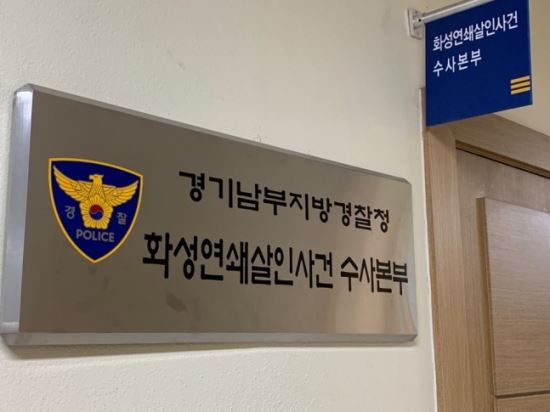 화성연쇄살인사건
수사본부
경기남부지방경찰청
화성연쇄살인사건 수사본부
경 찰
POLICE